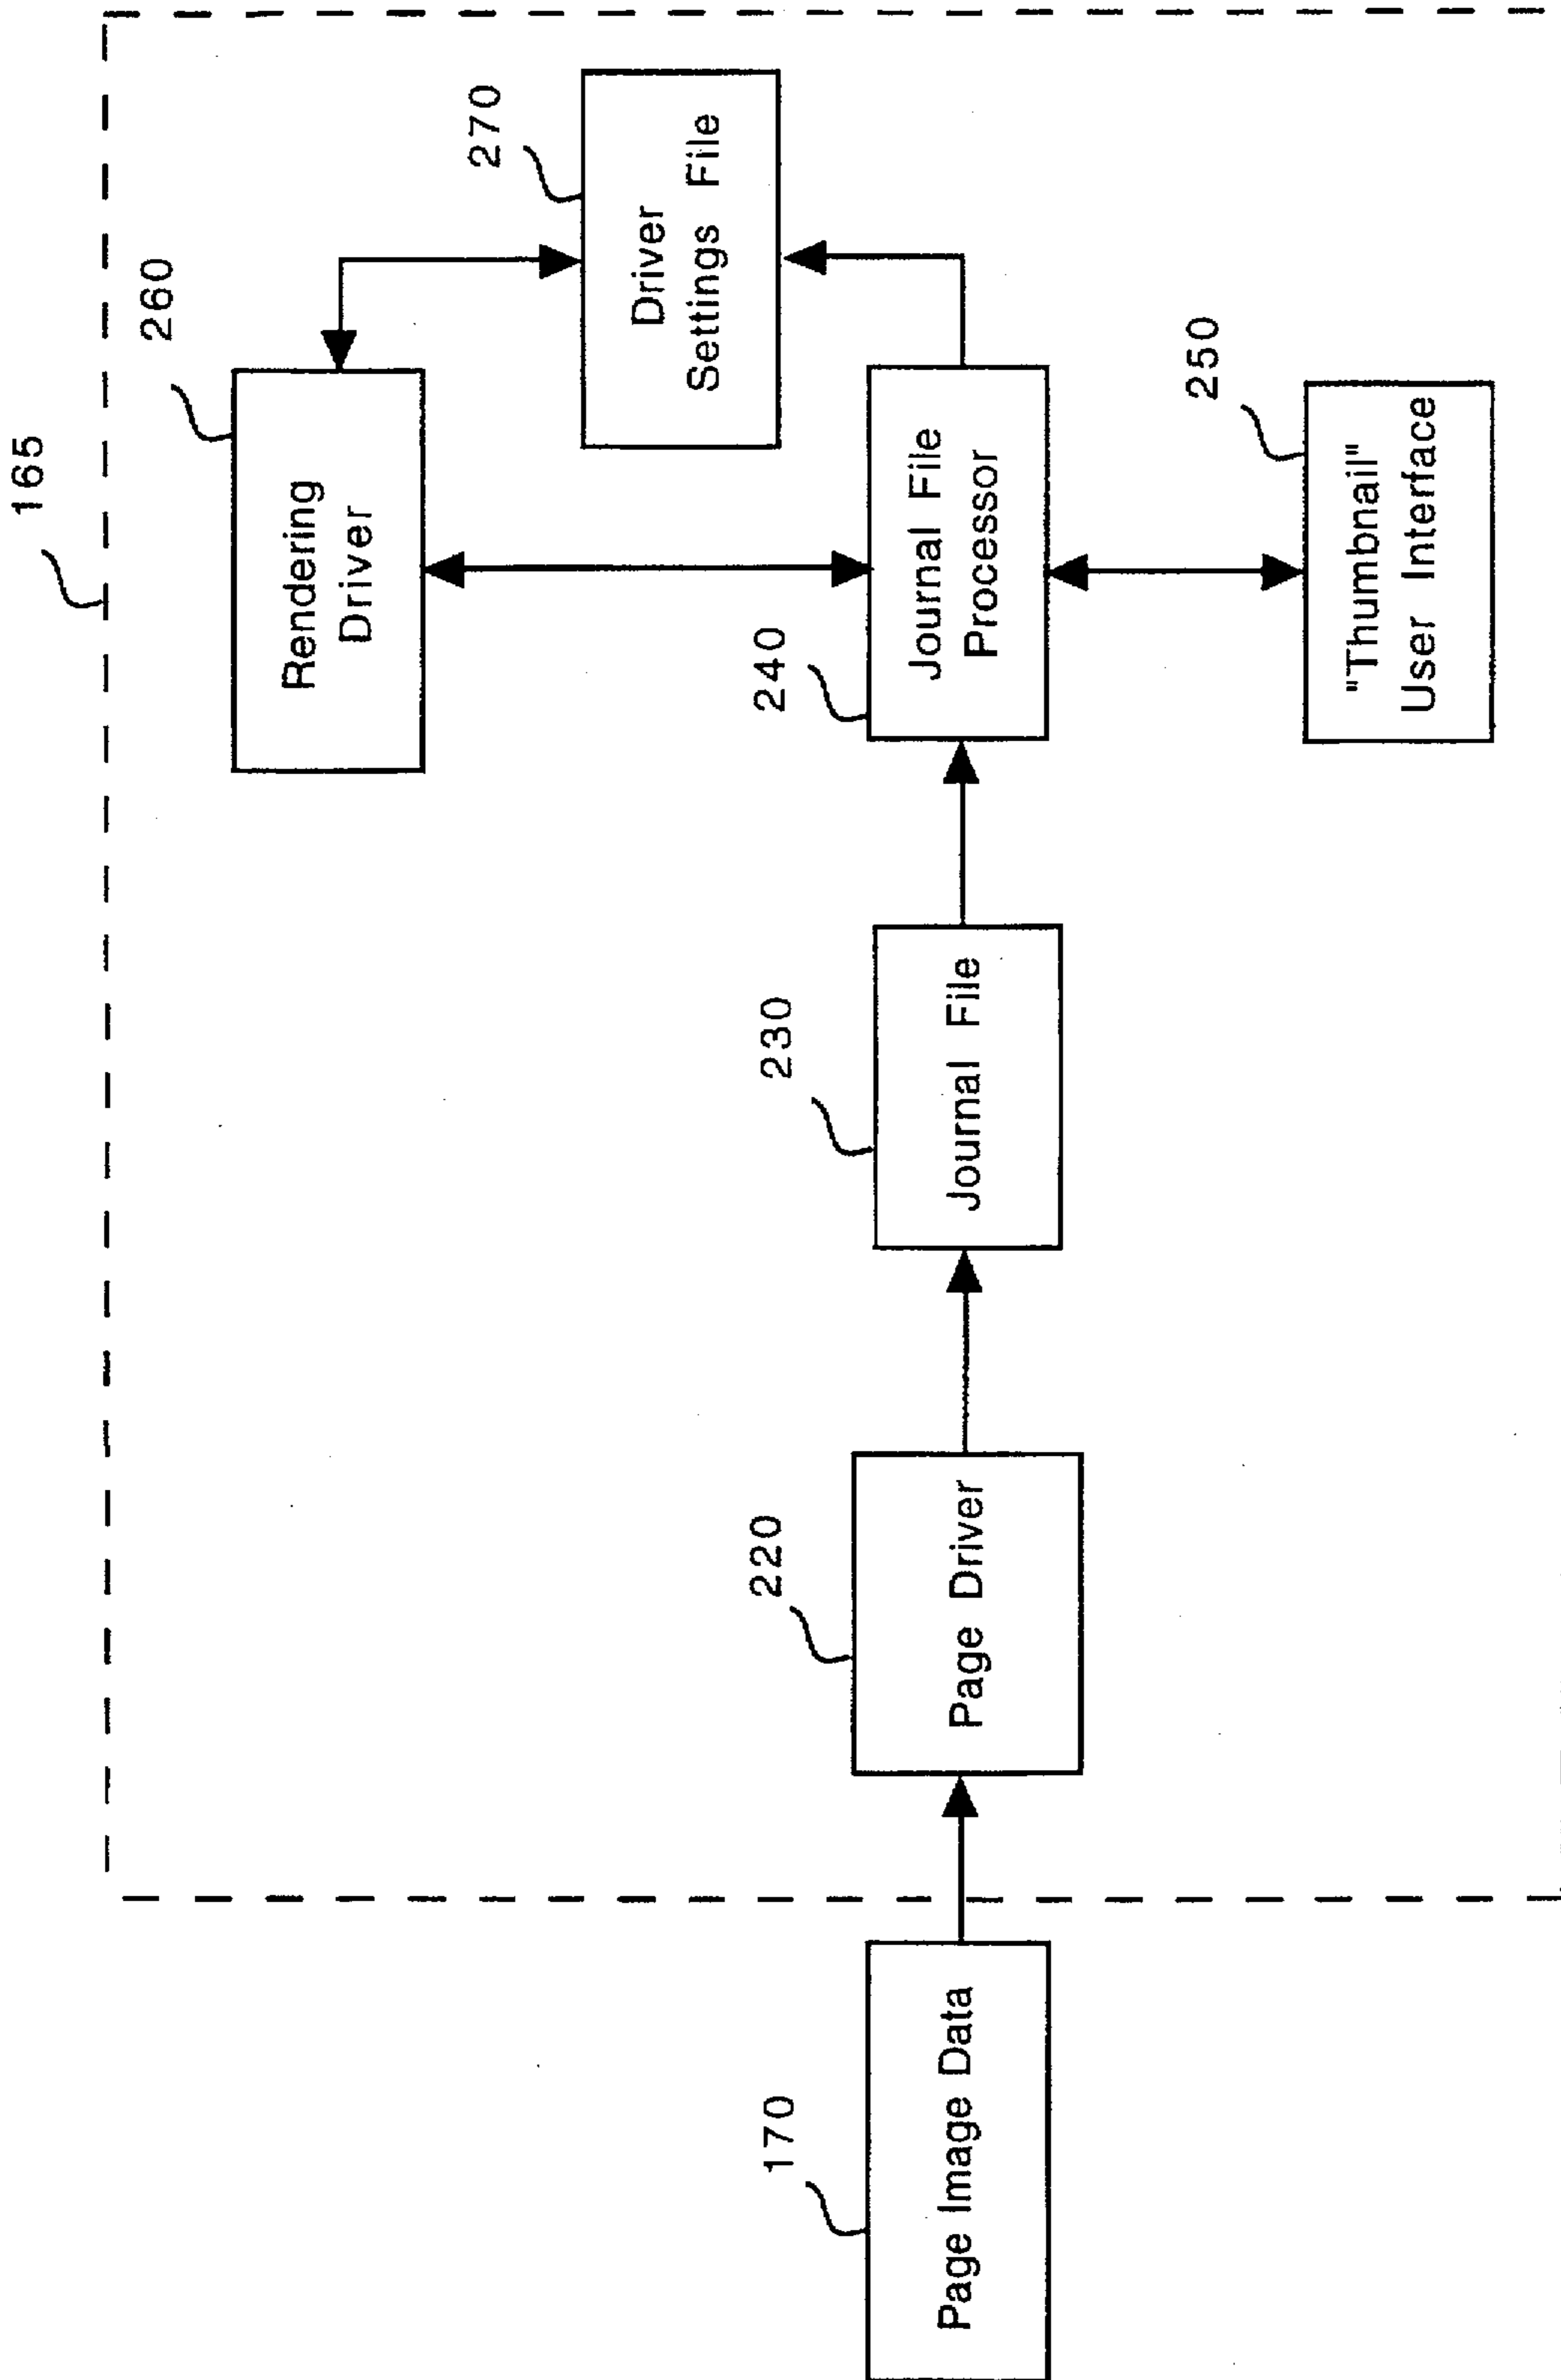 165
260
Rendering
Driver
270
Driver
Settings File
240
Journal File
Processor
250
"Thumbnail"
User Interface
230
Journal File
220
Page Driver
170
Page Image Data